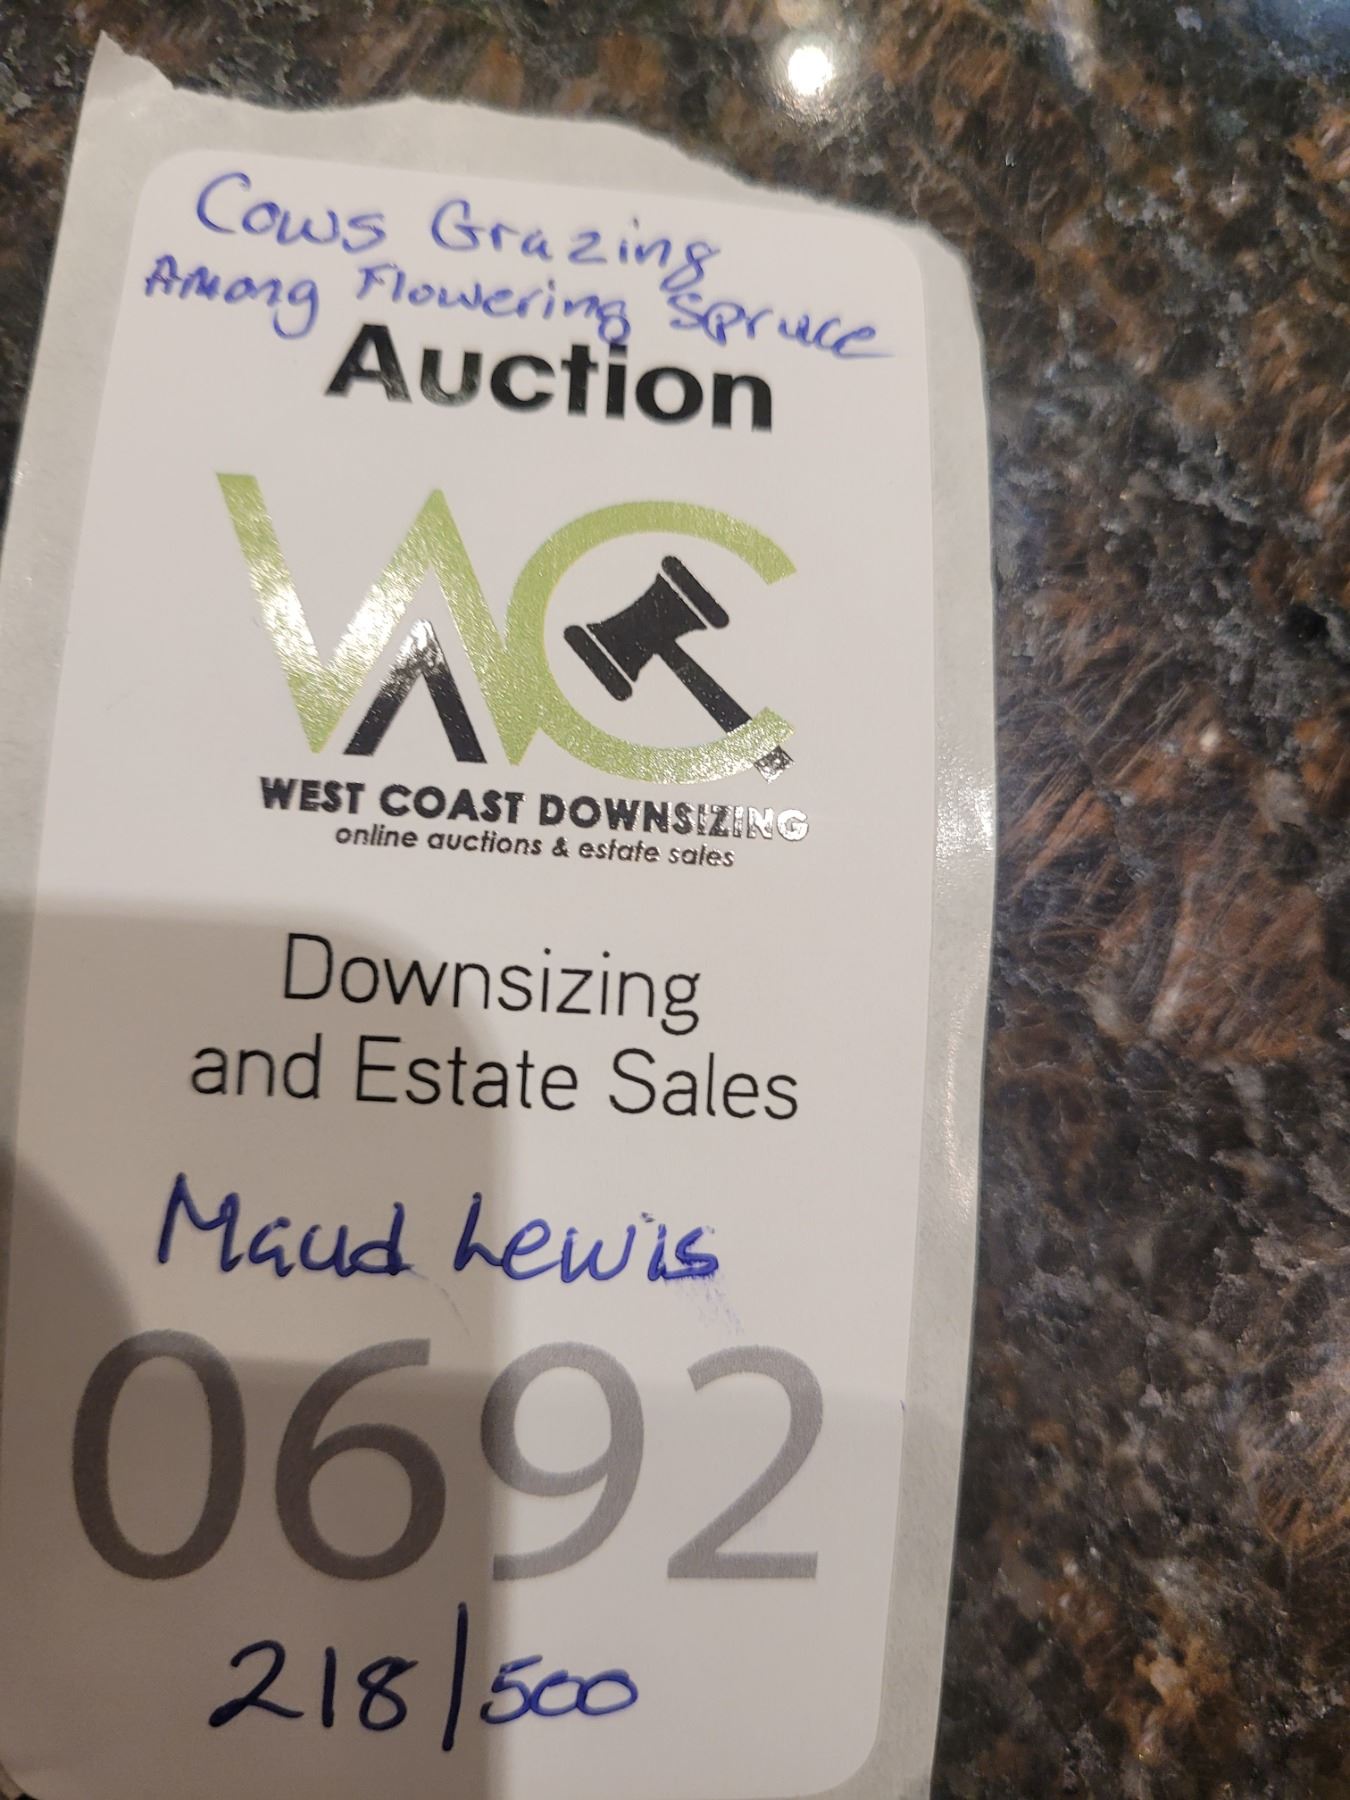 Cows Grazing
Among Flowering Spruce
Auction
WAC
WEST COAST DOWNSIZING
online auctions & estate sales
Downsizing
and Estate Sales
Maud Lewis
0692
218/500